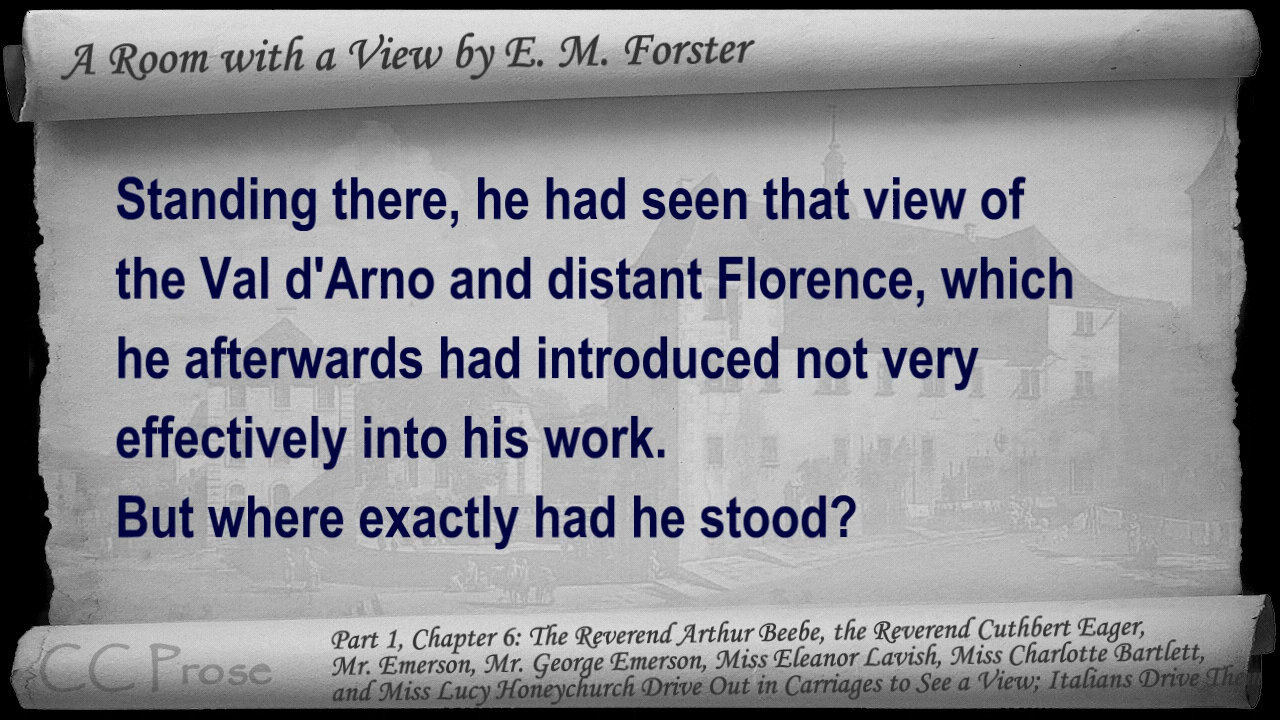 A Room with a View by E. M. Forster
Standing there, he had seen that view of
the Val d'Arno and distant Florence, which
he afterwards had introduced not very
effectively into his work.
But where exactly had he stood?
CC Prose
Part 1, Chapter 6: The Reverend Arthur Beebe, the Reverend Cuthbert Eager,
Mr. Emerson, Mr. George Emerson, Miss Eleanor Lavish, Miss Charlotte Bartlett,
and Miss Lucy Honeychurch Drive Out in Carriages to See a View; Italians Drive